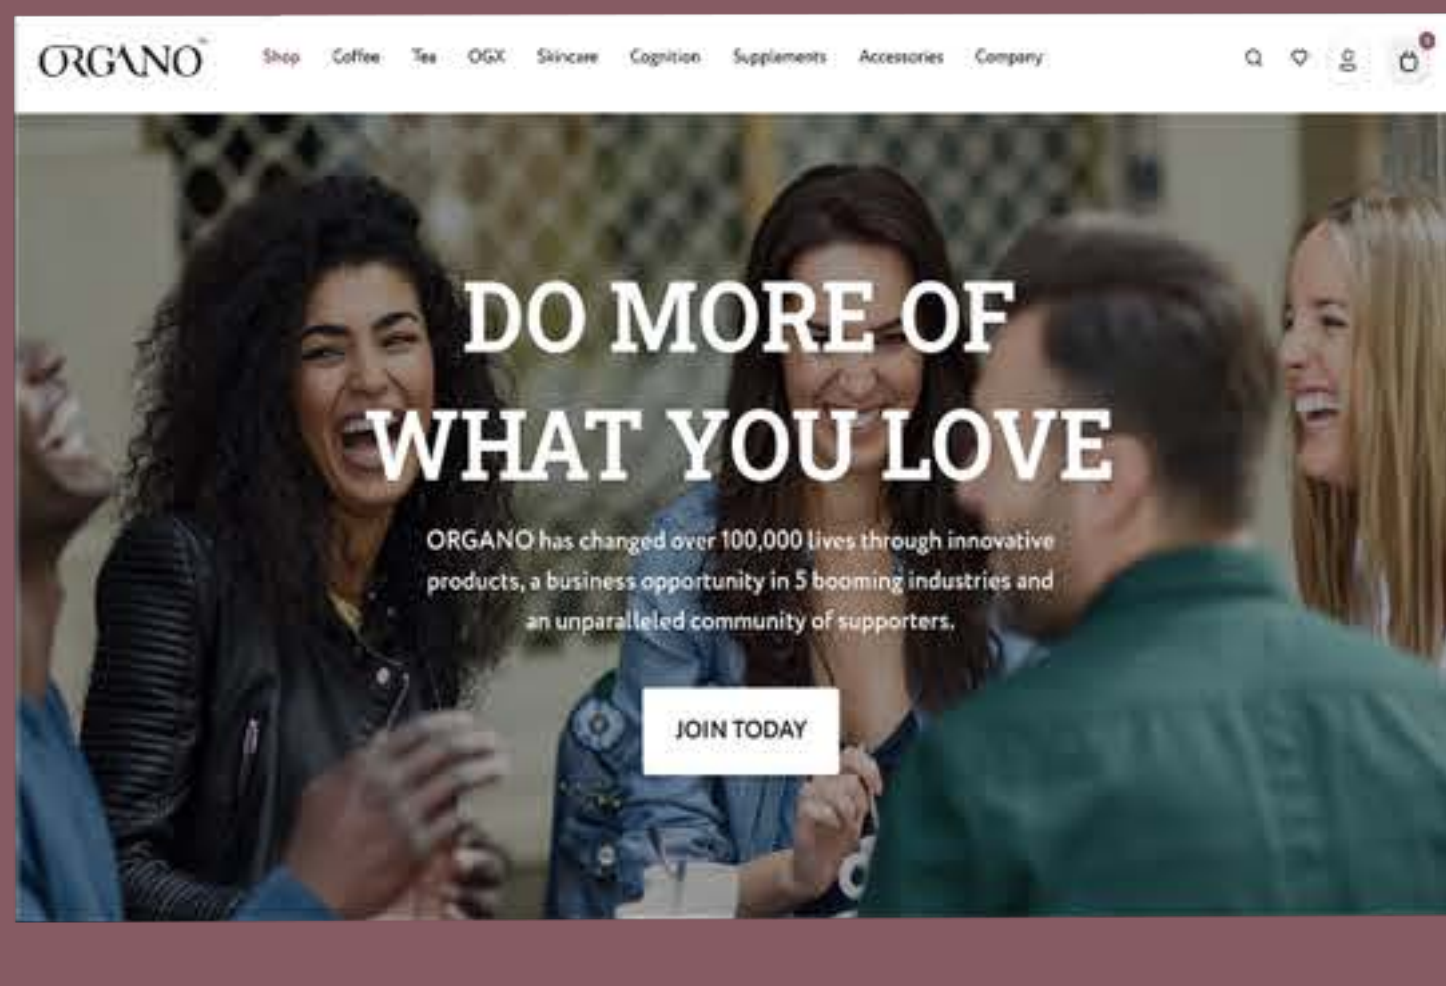 ORGANO
Shop Coffee Tea OGX Skincare Cognition Supplements Accessories Company
DO MORE OF
WHAT YOU LOVE
ORGANO has changed over 100,000 lives through innovative
products, a business opportunity in 5 booming industries and
an unparalleled community of supporters.
JOIN TODAY